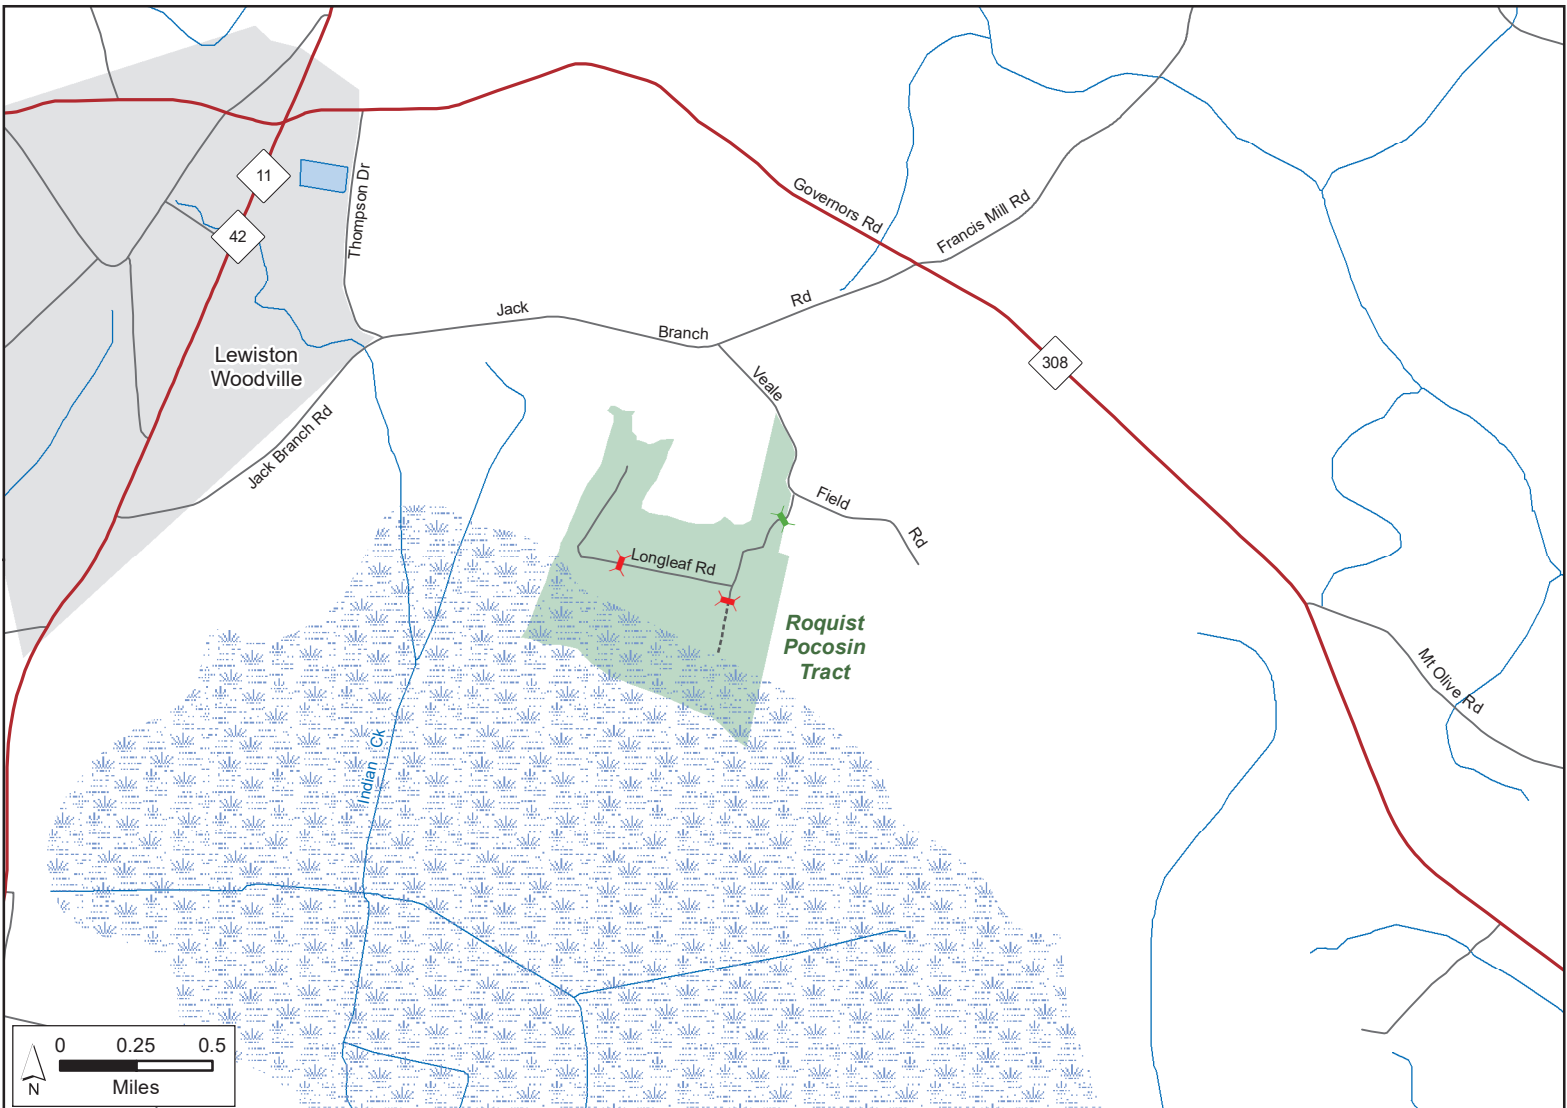 Governors Rd
Francis Mill Rd
11
Thompson Dr
42
Rd
Jack
Branch
Lewiston
Woodville
308
Veale
Jack Branch Rd
Field
Rd
Longleaf Rd
Roquist
Pocosin
Tract
Mt Olive Rd
Indian Ck
0 0.25 0.5
Miles
N